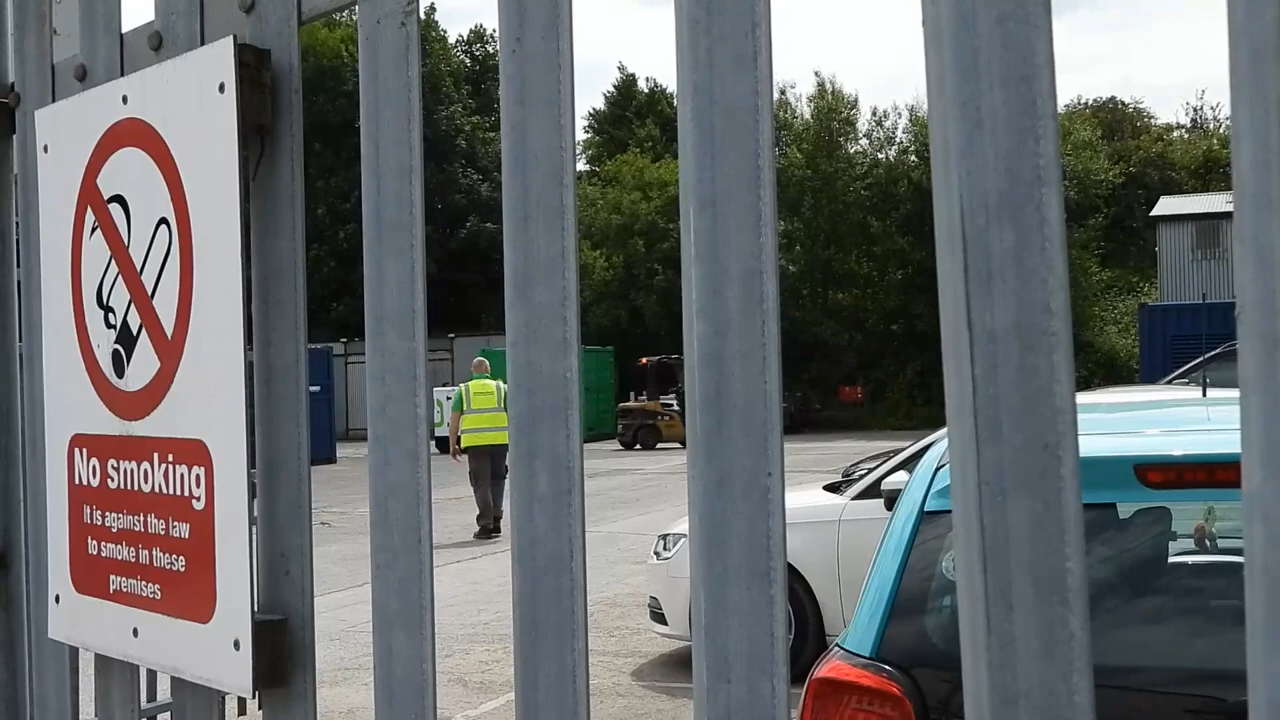 No smoking
It is against the law
to smoke in these
premises